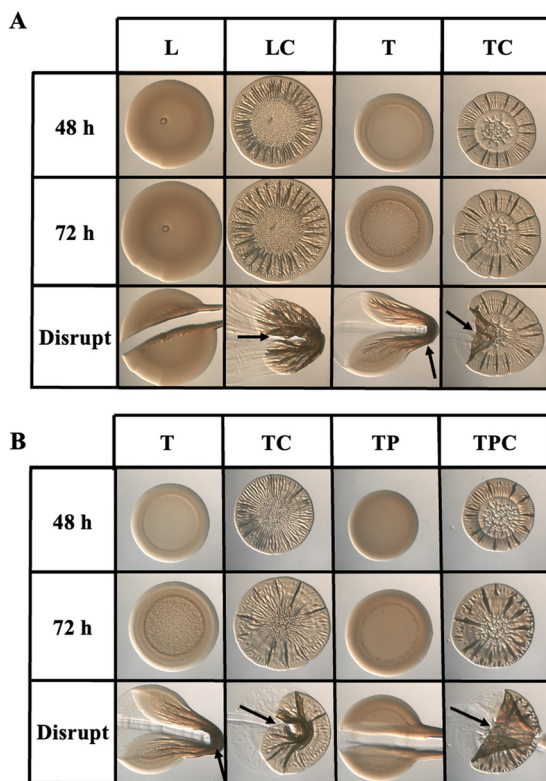 A
L LC T TC
48 h
72 h
Disrupt
B
T TC TP TPC
48 h
72 h
Disrupt